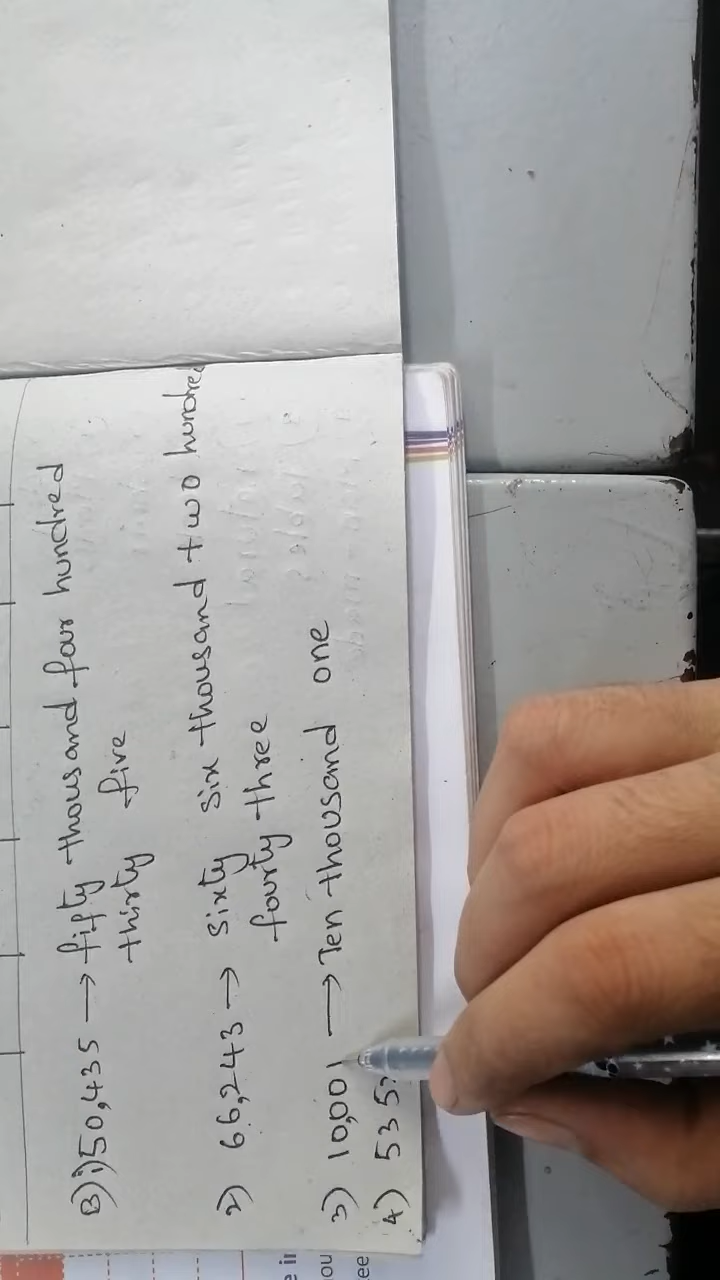 B) 1) 50,435 → fifty thousand four hundred
thirty five
2) 66,243 → sixty six thousand two hundred
fourty three
3) 10,001 → Ten thousand one
4) 535